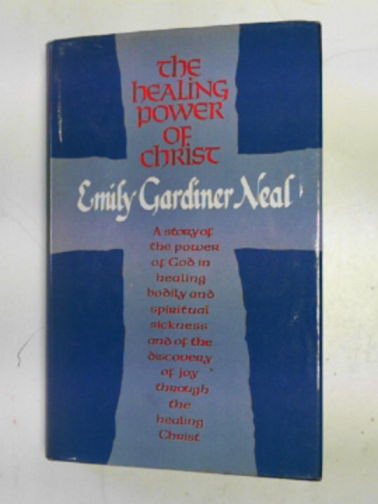 the
healing
power
of
christ
Emily Gardiner Neal
A story of
the power
of God in
healing
bodily and
spiritual
sickness
and of the
discovery
of joy
through
the
healing
Christ